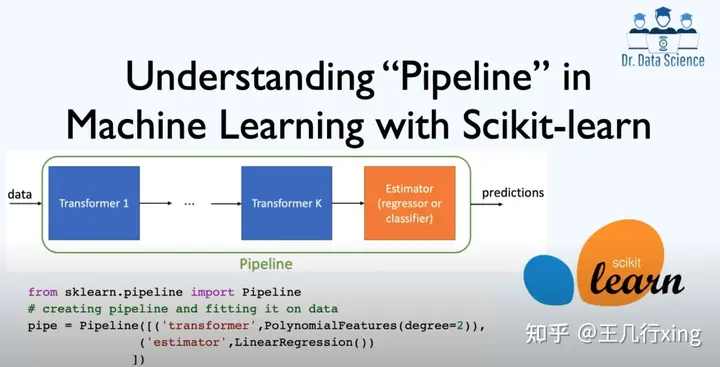 Dr. Data Science
Understanding “Pipeline” in
Machine Learning with Scikit-learn
data
Transformer 1
...
Transformer K
Estimator
(regressor or
classifier)
predictions
Pipeline
from sklearn.pipeline import Pipeline
# creating pipeline and fitting it on data
pipe = Pipeline([('transformer',PolynomialFeatures(degree=2)),
('estimator',LinearRegression())
])
scikit
learn
知乎 @王几行xing